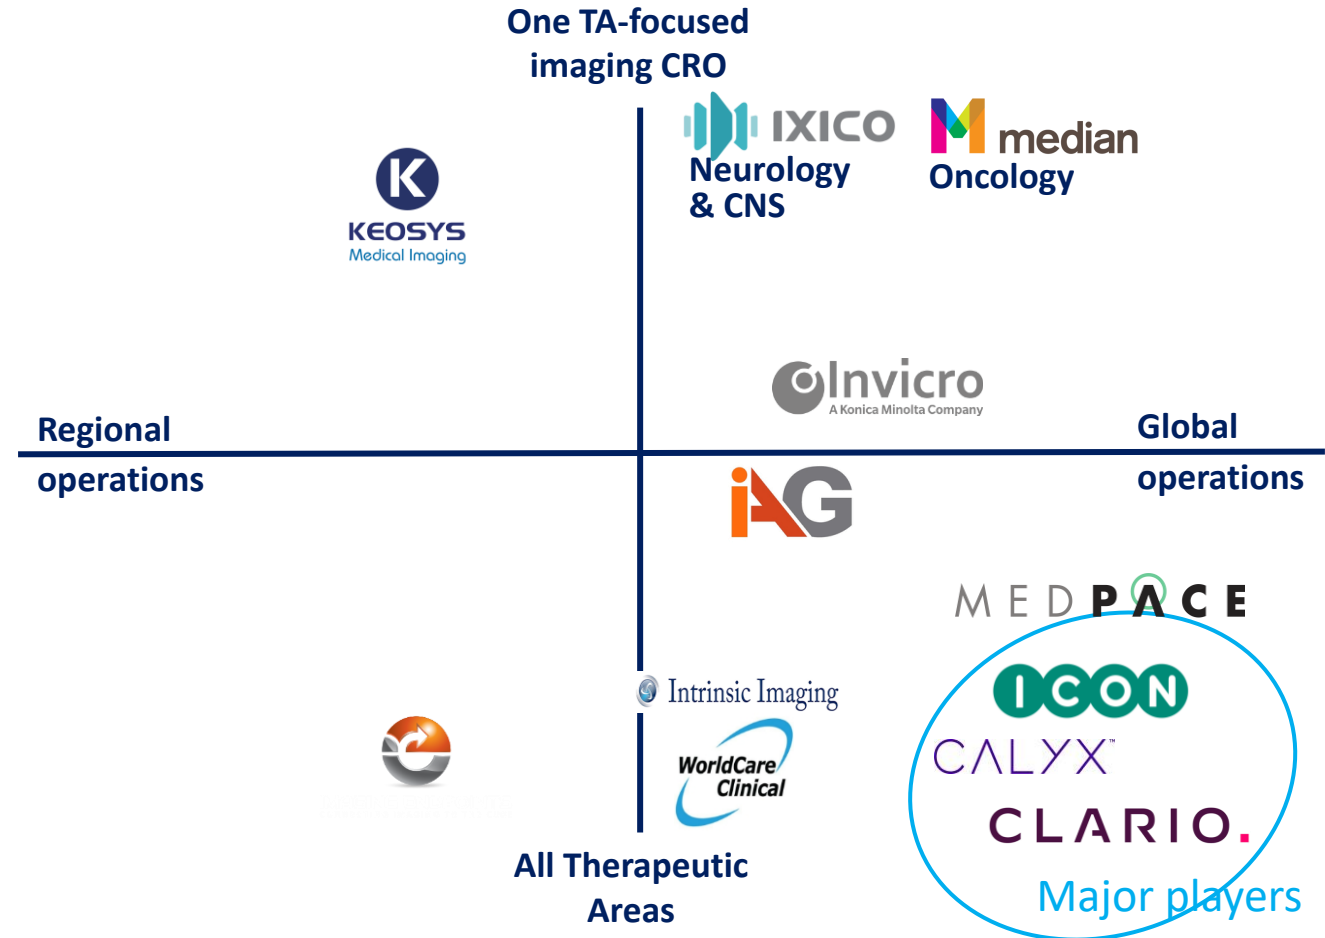 One TA-focused
imaging CRO
IXICO
Neurology
& CNS
median
Oncology
K
KEOSYS
Medical Imaging
Invicro
A Konica Minolta Company
Regional
operations
Global
operations
iAG
MEDPACE
Intrinsic Imaging
WorldCare
Clinical
ICON
CALYX™
CLARIO.
Major players
All Therapeutic
Areas